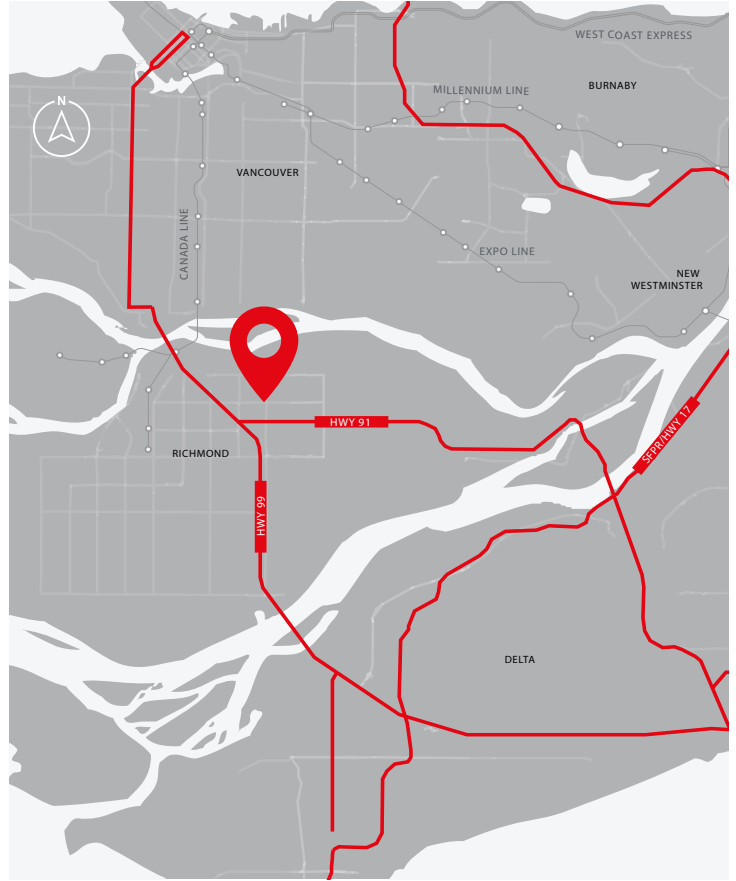 WEST COAST EXPRESS
BURNABY
MILLENNIUM LINE
N
VANCOUVER
CANADA LINE
EXPO LINE
NEW
WESTMINSTER
HWY 91
SFPR/HWY 17
RICHMOND
HWY 99
DELTA